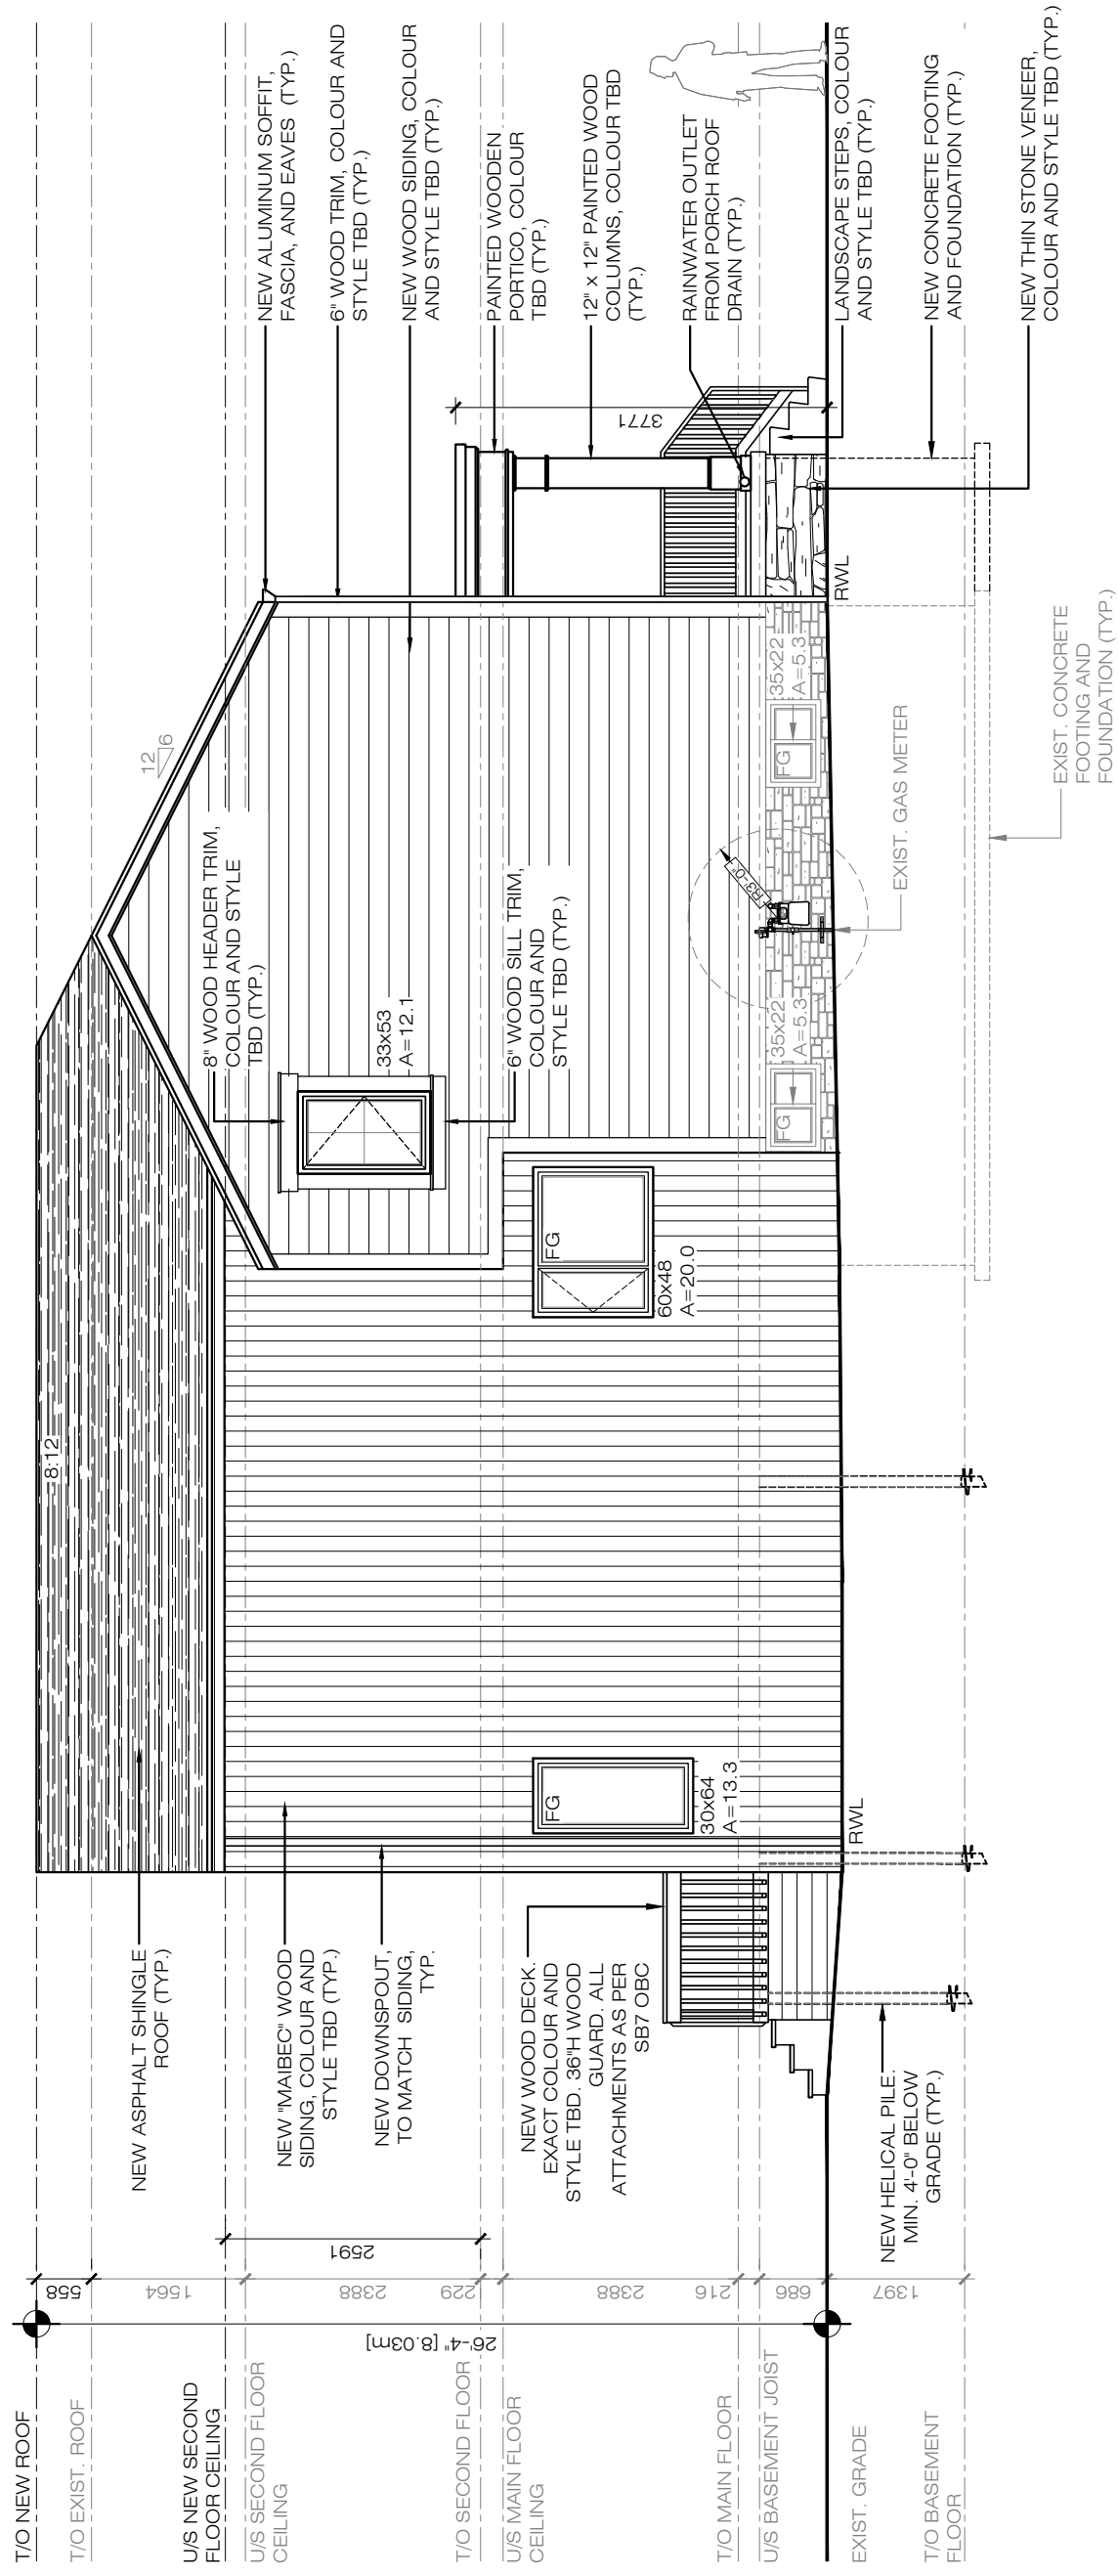 T/O NEW ROOF
T/O EXIST. ROOF
U/S NEW SECOND
FLOOR CEILING
U/S SECOND FLOOR
CEILING
T/O SECOND FLOOR
U/S MAIN FLOOR
CEILING
T/O MAIN FLOOR
U/S BASEMENT JOIST
EXIST. GRADE
T/O BASEMENT
FLOOR
558
1564
2388
229
2388
216
686
1397
2591
26'-4" [8.03m]
NEW ASPHALT SHINGLE
ROOF (TYP.)
NEW "MAIBEC" WOOD
SIDING, COLOUR AND
STYLE TBD (TYP.)
NEW DOWNSPOUT,
TO MATCH SIDING,
TYP.
NEW WOOD DECK.
EXACT COLOUR AND
STYLE TBD. 36"H WOOD
GUARD. ALL
ATTACHMENTS AS PER
SB7 OBC
NEW HELICAL PILE.
MIN. 4'-0" BELOW
GRADE (TYP.)
8:12
FG
30x64
A=13.3
RWL
FG
60x48
A=20.0
8" WOOD HEADER TRIM,
COLOUR AND STYLE
TBD (TYP.)
33x53
A=12.1
6" WOOD SILL TRIM,
COLOUR AND
STYLE TBD (TYP.)
12
6
FG
35x22
A=5.3
R3'-0"
EXIST. GAS METER
FG
35x22
A=5.3
RWL
3771
EXIST. CONCRETE
FOOTING AND
FOUNDATION (TYP.)
NEW ALUMINUM SOFFIT,
FASCIA, AND EAVES (TYP.)
6" WOOD TRIM, COLOUR AND
STYLE TBD (TYP.)
NEW WOOD SIDING, COLOUR
AND STYLE TBD (TYP.)
PAINTED WOODEN
PORTICO, COLOUR
TBD (TYP.)
12" x 12" PAINTED WOOD
COLUMNS, COLOUR TBD
(TYP.)
RAINWATER OUTLET
FROM PORCH ROOF
DRAIN (TYP.)
LANDSCAPE STEPS, COLOUR
AND STYLE TBD (TYP.)
NEW CONCRETE FOOTING
AND FOUNDATION (TYP.)
NEW THIN STONE VENEER,
COLOUR AND STYLE TBD (TYP.)